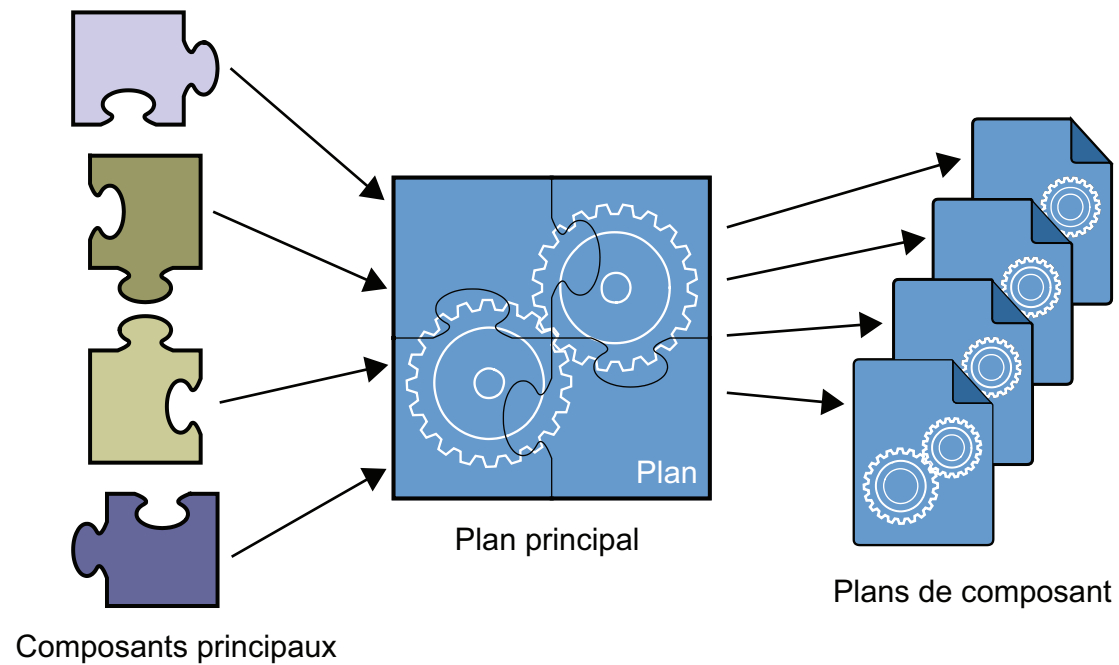 Plan
Plan principal
Plans de composant
Composants principaux